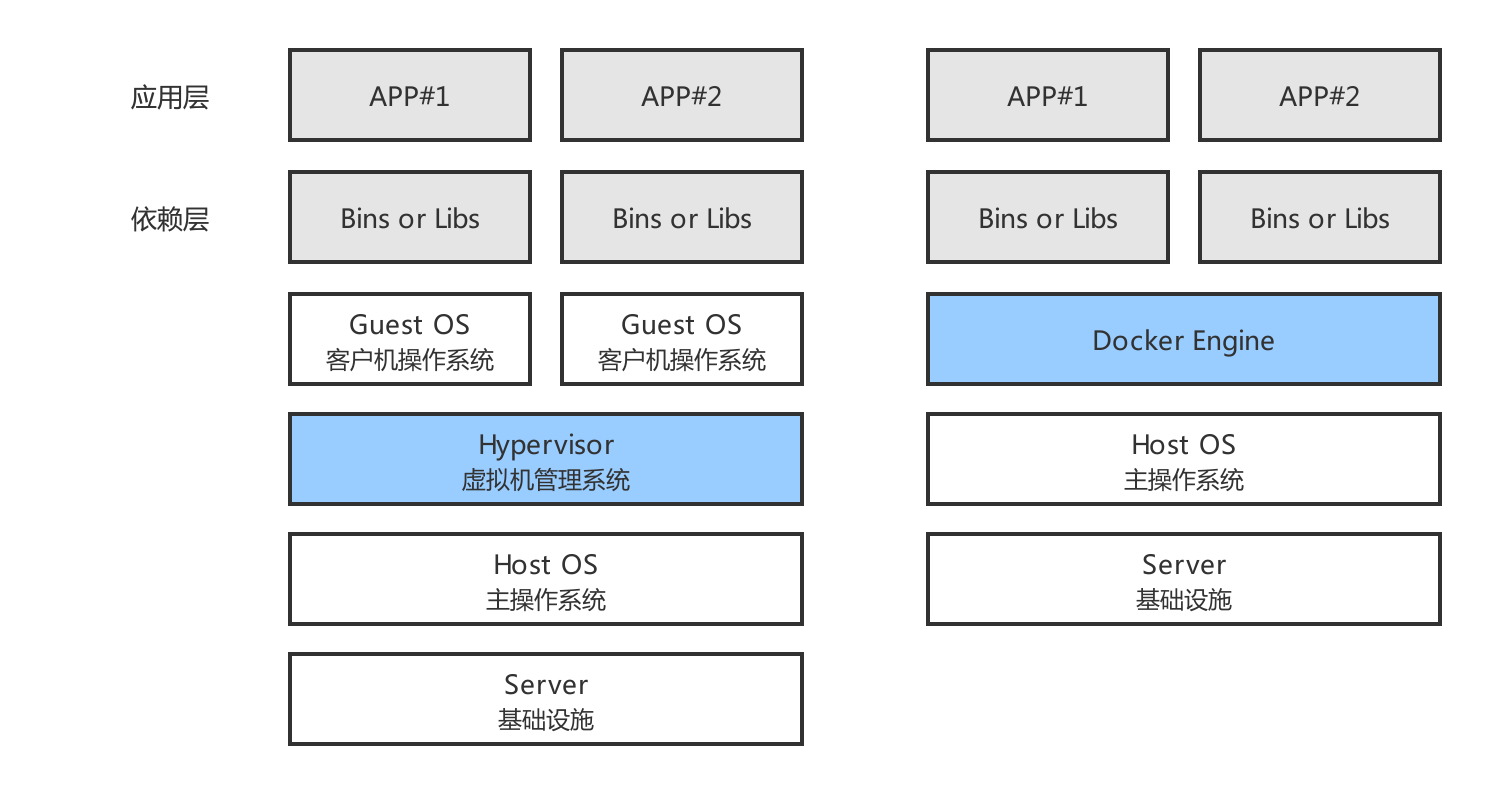 应用层
APP#1
APP#2
APP#1
APP#2
依赖层
Bins or Libs
Bins or Libs
Bins or Libs
Bins or Libs
Guest OS
客户机操作系统
Guest OS
客户机操作系统
Docker Engine
Hypervisor
虚拟机管理系统
Host OS
主操作系统
Host OS
主操作系统
Server
基础设施
Server
基础设施